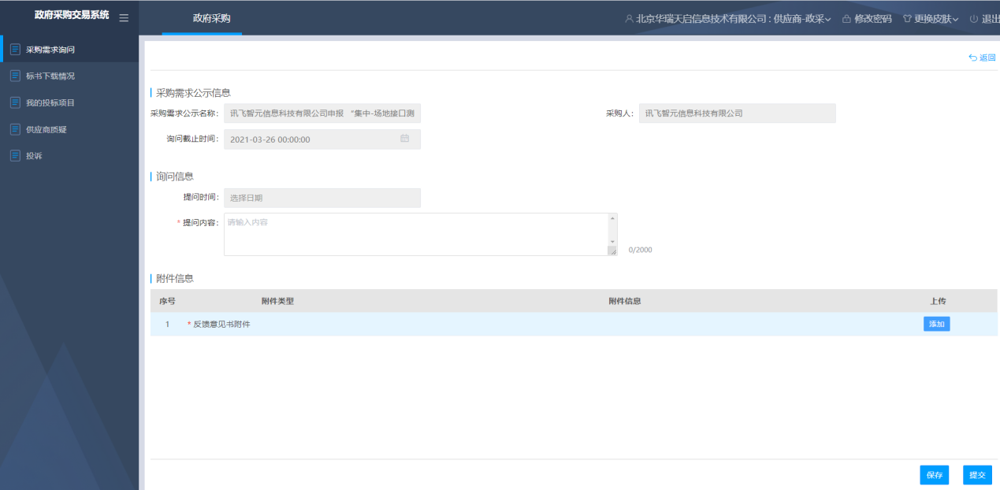 政府采购交易系统
政府采购
北京华瑞天启信息技术有限公司：供应商-政采
修改密码
更换皮肤
退出
采购需求询问
标书下载情况
我的投标项目
供应商质疑
投诉
返回
采购需求公示信息
采购需求公示名称： 讯飞智元信息科技有限公司申报 “集中-场地接口测
采购人： 讯飞智元信息科技有限公司
询问截止时间： 2021-03-26 00:00:00
询问信息
提问时间： 选择日期
* 提问内容： 请输入内容
0/2000
附件信息
序号 附件类型 附件信息 上传
1 * 反馈意见书附件 添加
保存 提交